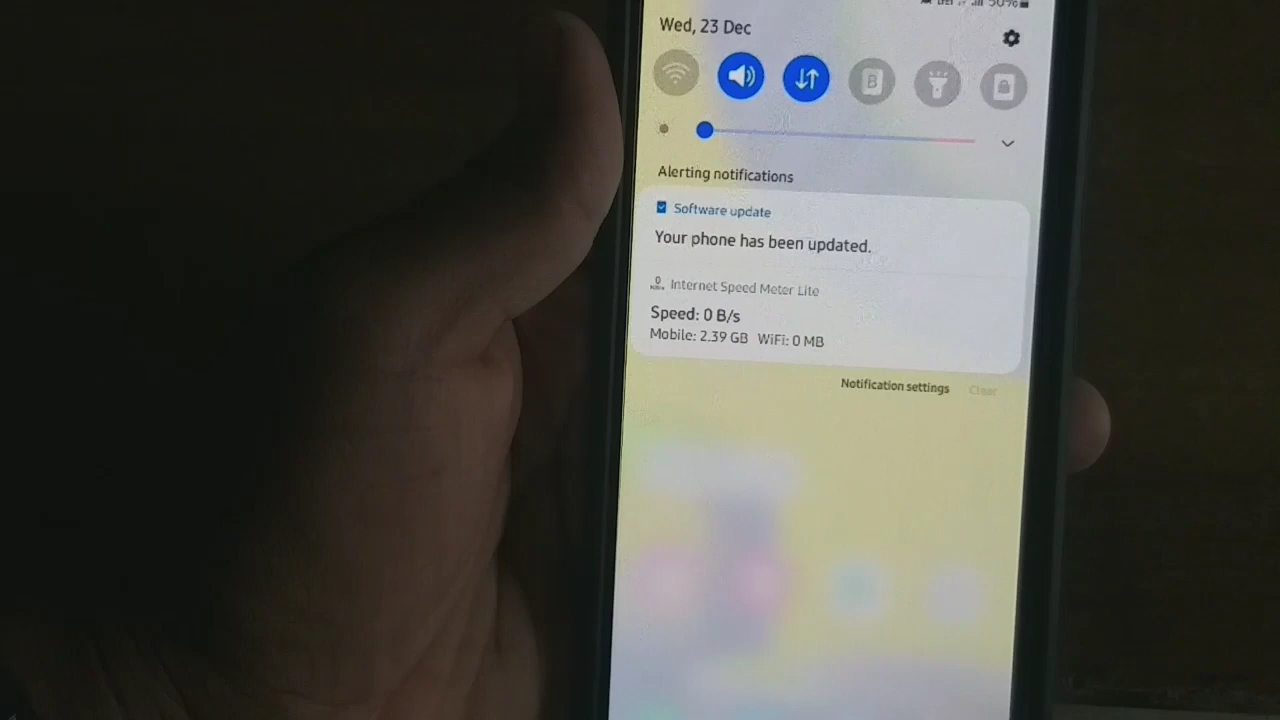 50%
Wed, 23 Dec
B
Alerting notifications
Software update
Your phone has been updated.
Internet Speed Meter Lite
Speed: 0 B/s
Mobile: 2.39 GB WiFi: 0 MB
Notification settings Clear